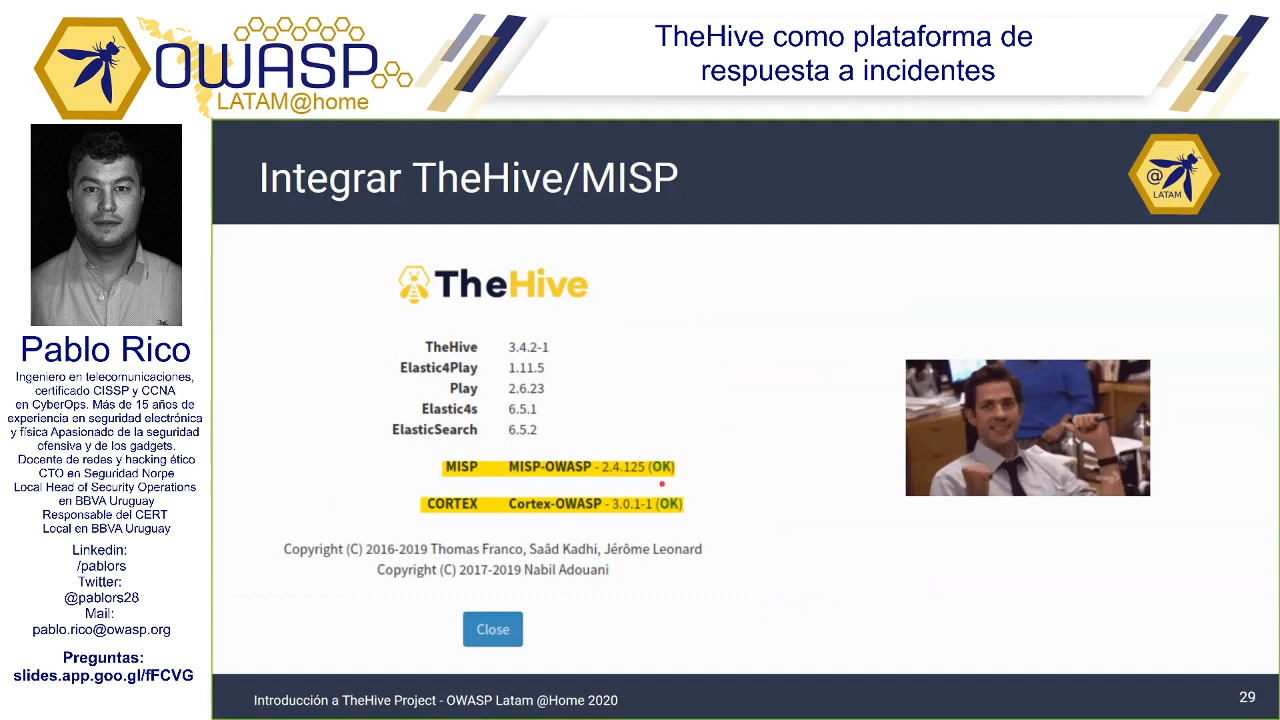 OWASP
LATAM@home
TheHive como plataforma de
respuesta a incidentes
Pablo Rico
Ingeniero en telecomunicaciones,
certificado CISSP y CCNA
en CyberOps. Más de 15 años de
experiencia en seguridad electrónica
y física Apasionado de la seguridad
ofensiva y de los gadgets.
Docente de redes y hacking ético
CTO en Seguridad Norpe
Local Head of Security Operations
en BBVA Uruguay
Responsable del CERT
Local en BBVA Uruguay
Linkedin:
/pablors
Twitter:
@pablors28
Mail:
pablo.rico@owasp.org
Preguntas:
slides.app.goo.gl/fFCVG
Integrar TheHive/MISP
@
LATAM
TheHive
TheHive 3.4.2-1
Elastic4Play 1.11.5
Play 2.6.23
Elastic4s 6.5.1
ElasticSearch 6.5.2
MISP MISP-OWASP - 2.4.125 (OK)
CORTEX Cortex-OWASP - 3.0.1-1 (OK)
Copyright (C) 2016-2019 Thomas Franco, Saâd Kadhi, Jérôme Leonard
Copyright (C) 2017-2019 Nabil Adouani
Close
Introducción a TheHive Project - OWASP Latam @Home 2020
29